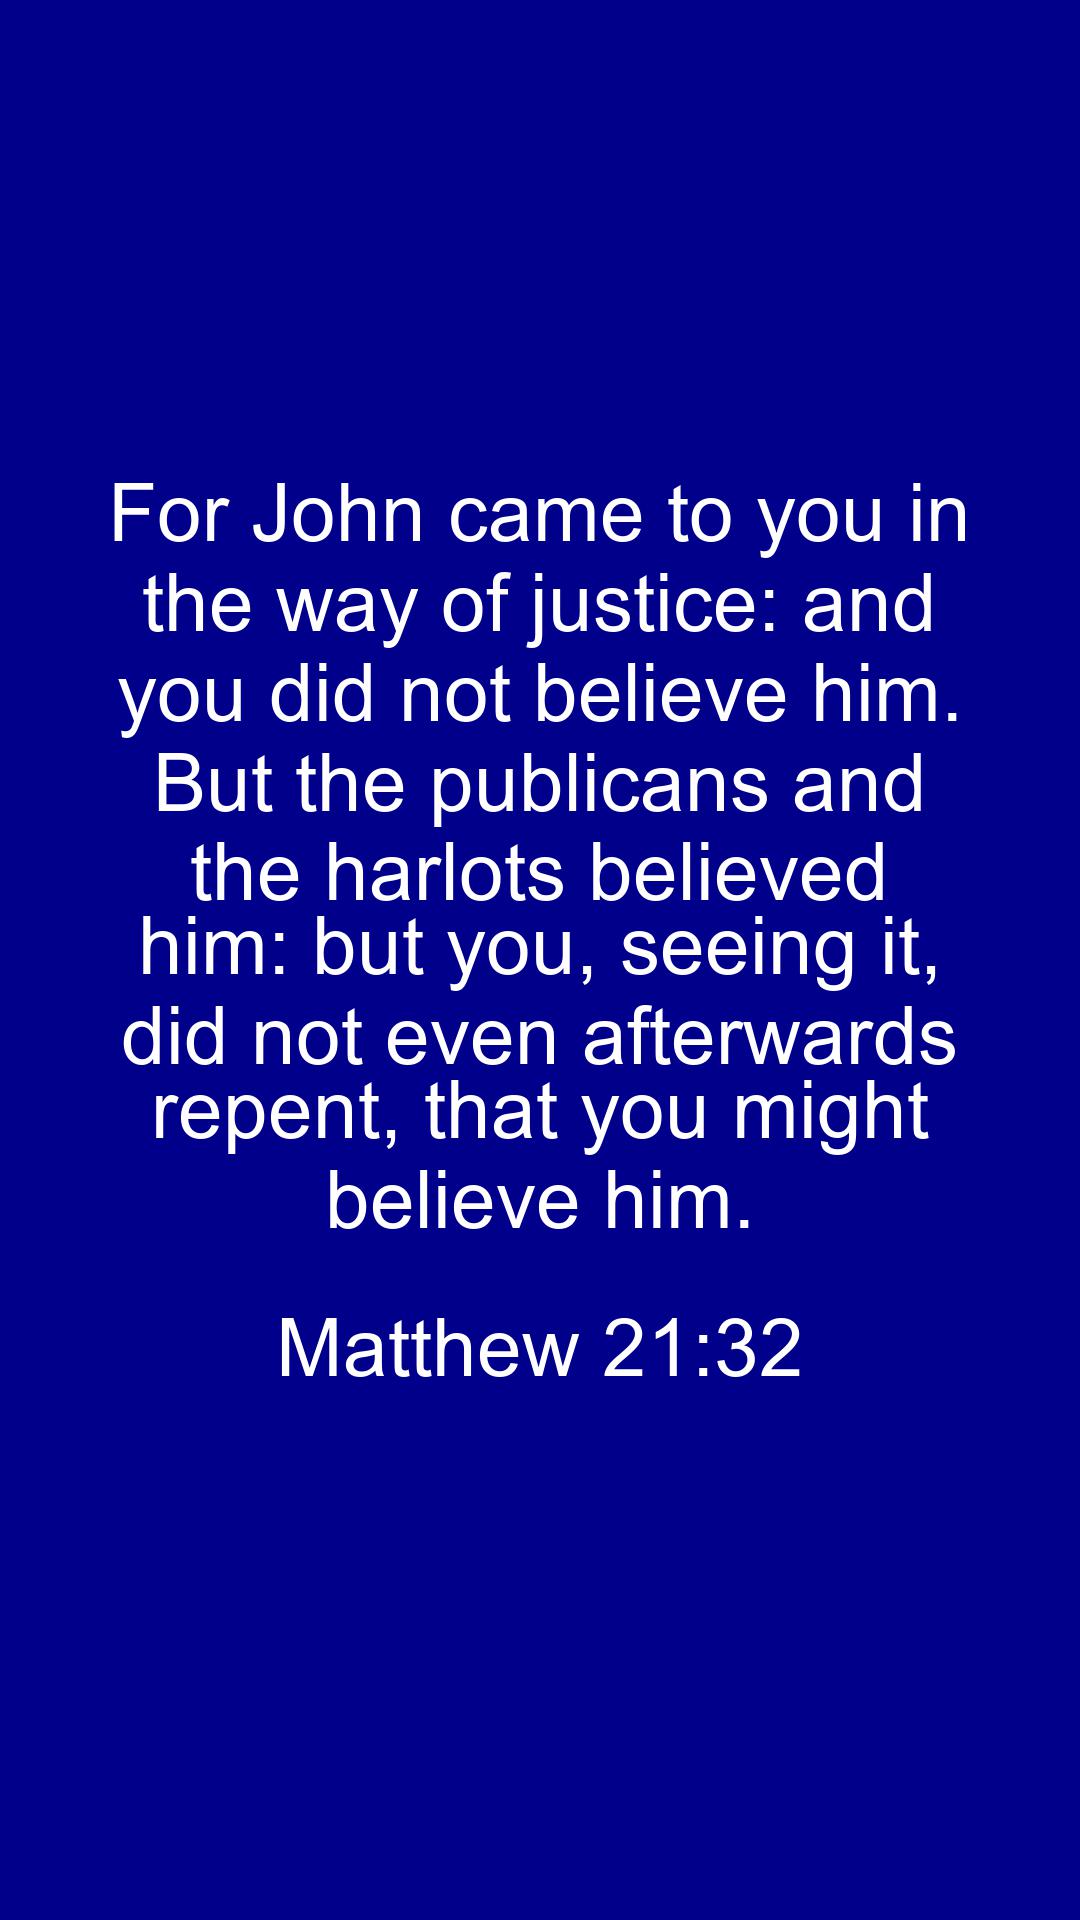 For John came to you in
the way of justice: and
you did not believe him.
But the publicans and
the harlots believed
him: but you, seeing it,
did not even afterwards
repent, that you might
believe him.
Matthew 21:32